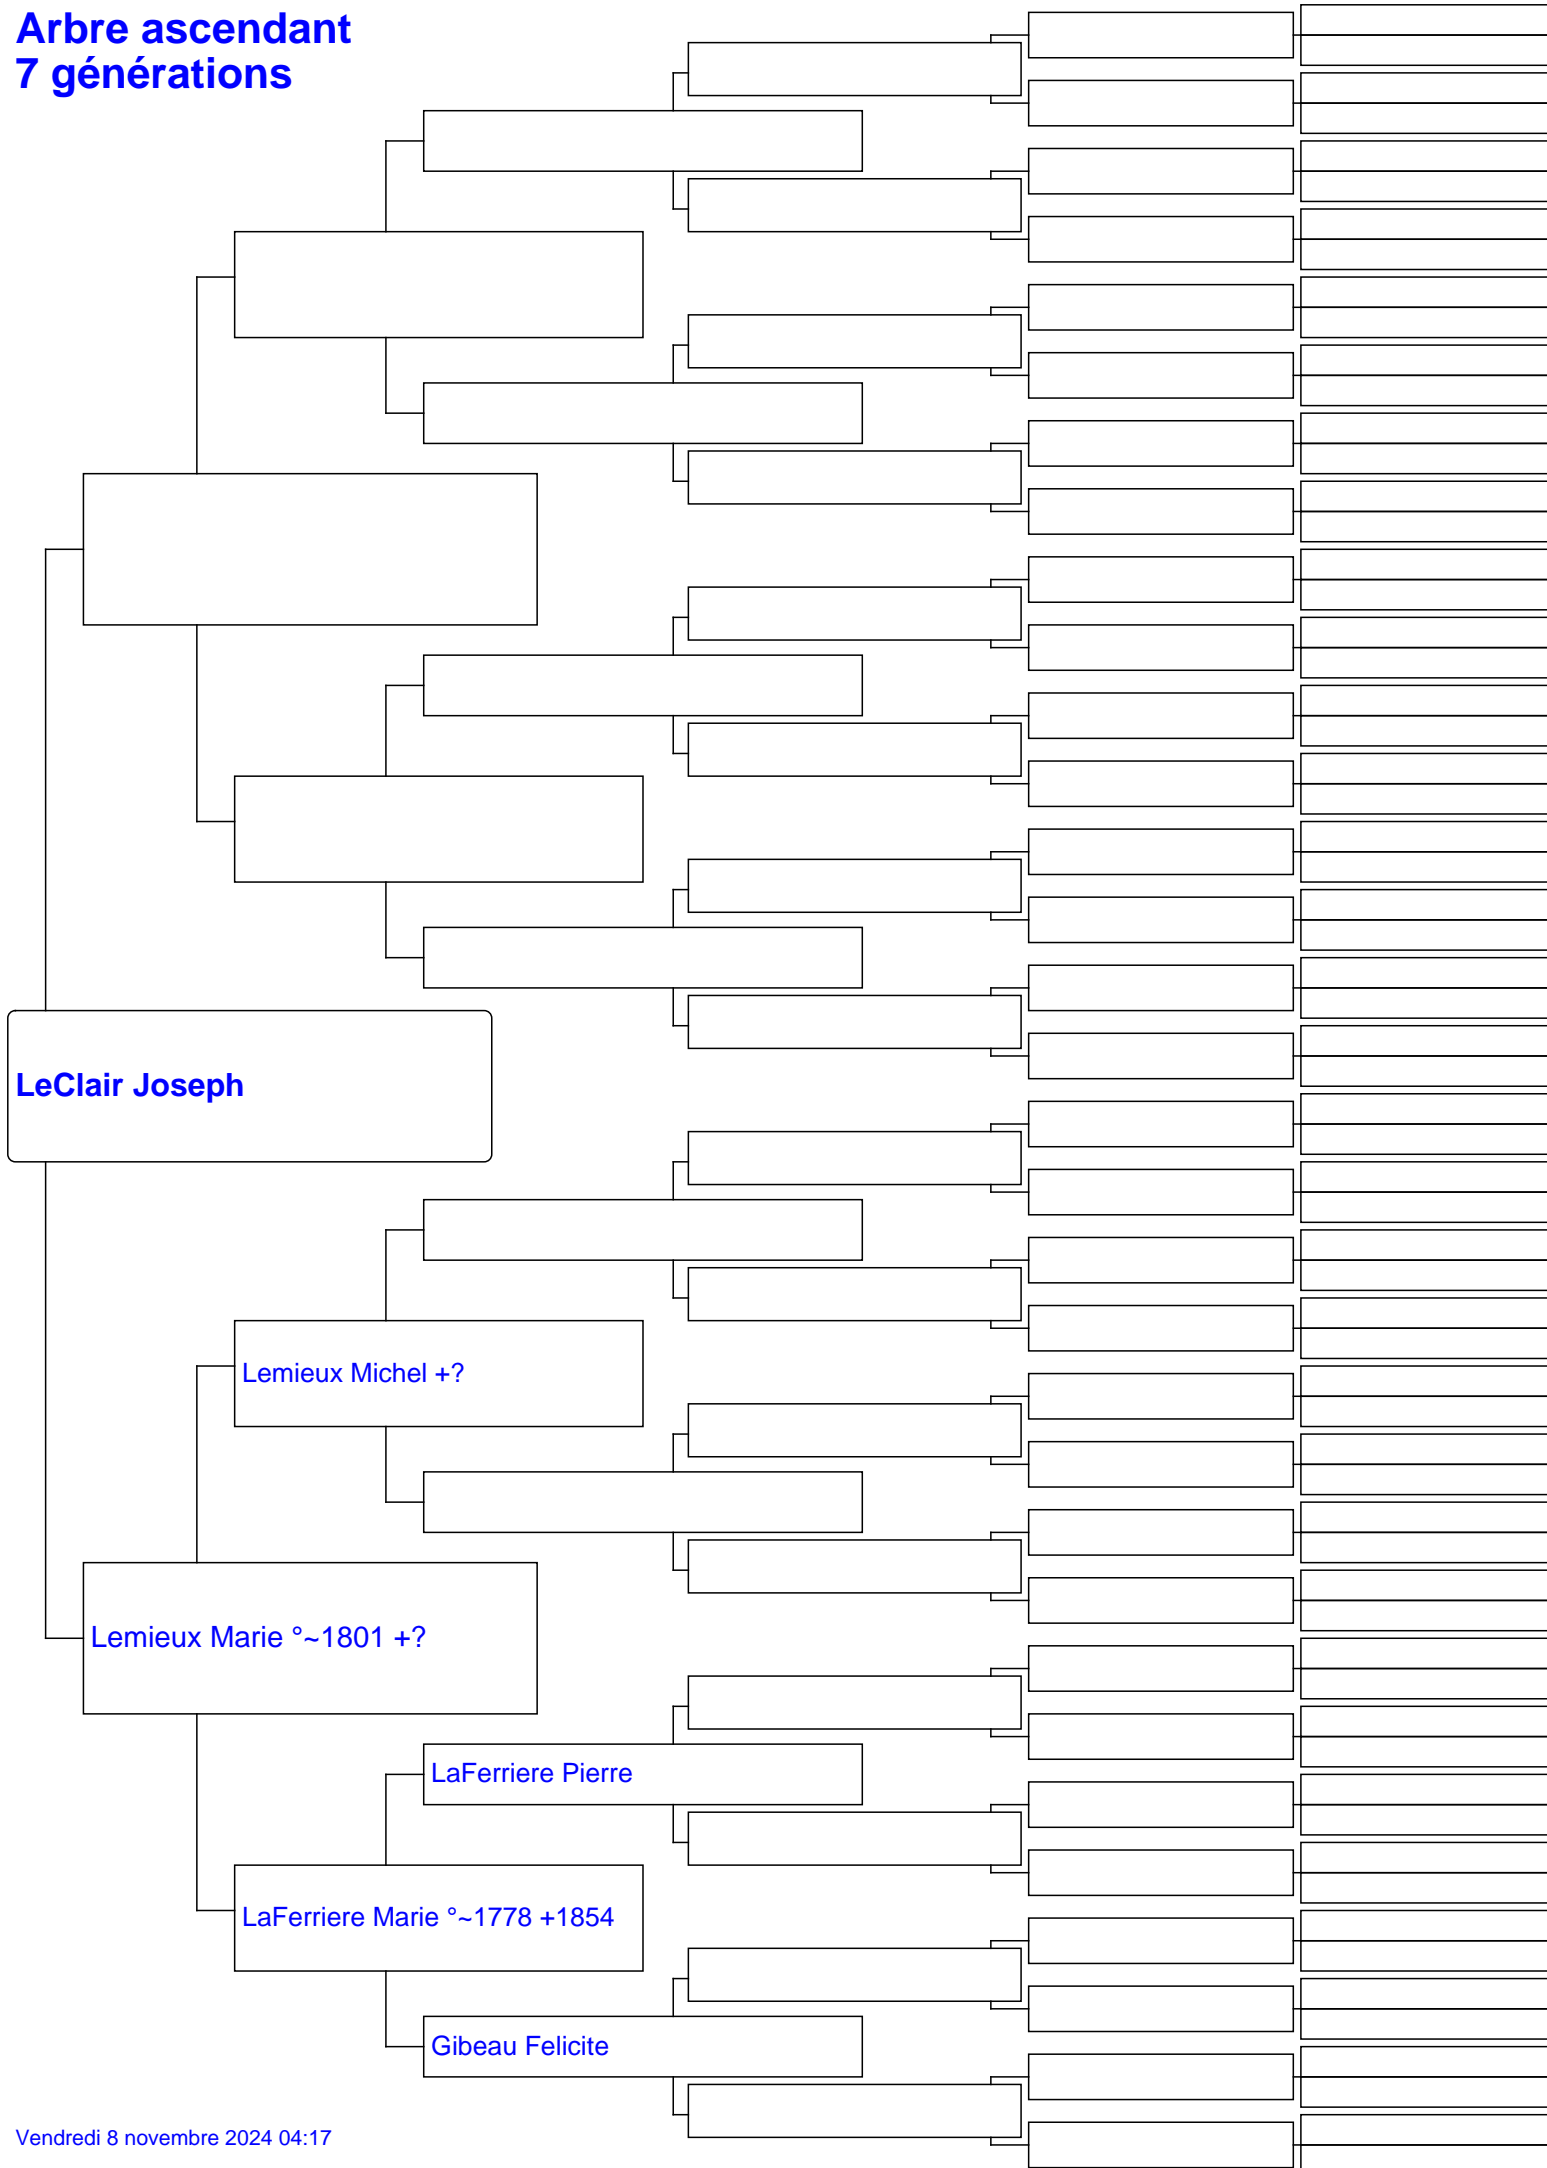 Arbre ascendant
7 générations
LeClair Joseph
Lemieux Michel +?
Lemieux Marie °~1801 +?
LaFerriere Pierre
LaFerriere Marie °~1778 +1854
Gibeau Felicite
Vendredi 8 novembre 2024 04:17